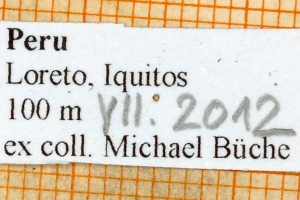 Peru
Loreto, Iquitos
100 m VII. 2012
ex coll. Michael Büche